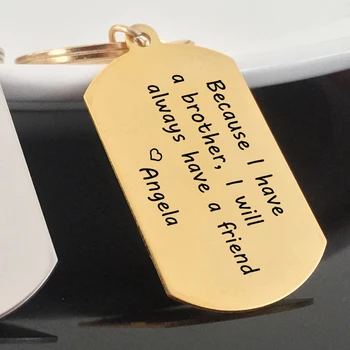 Because I have
a brother, I will
always have a friend
♡ Angela